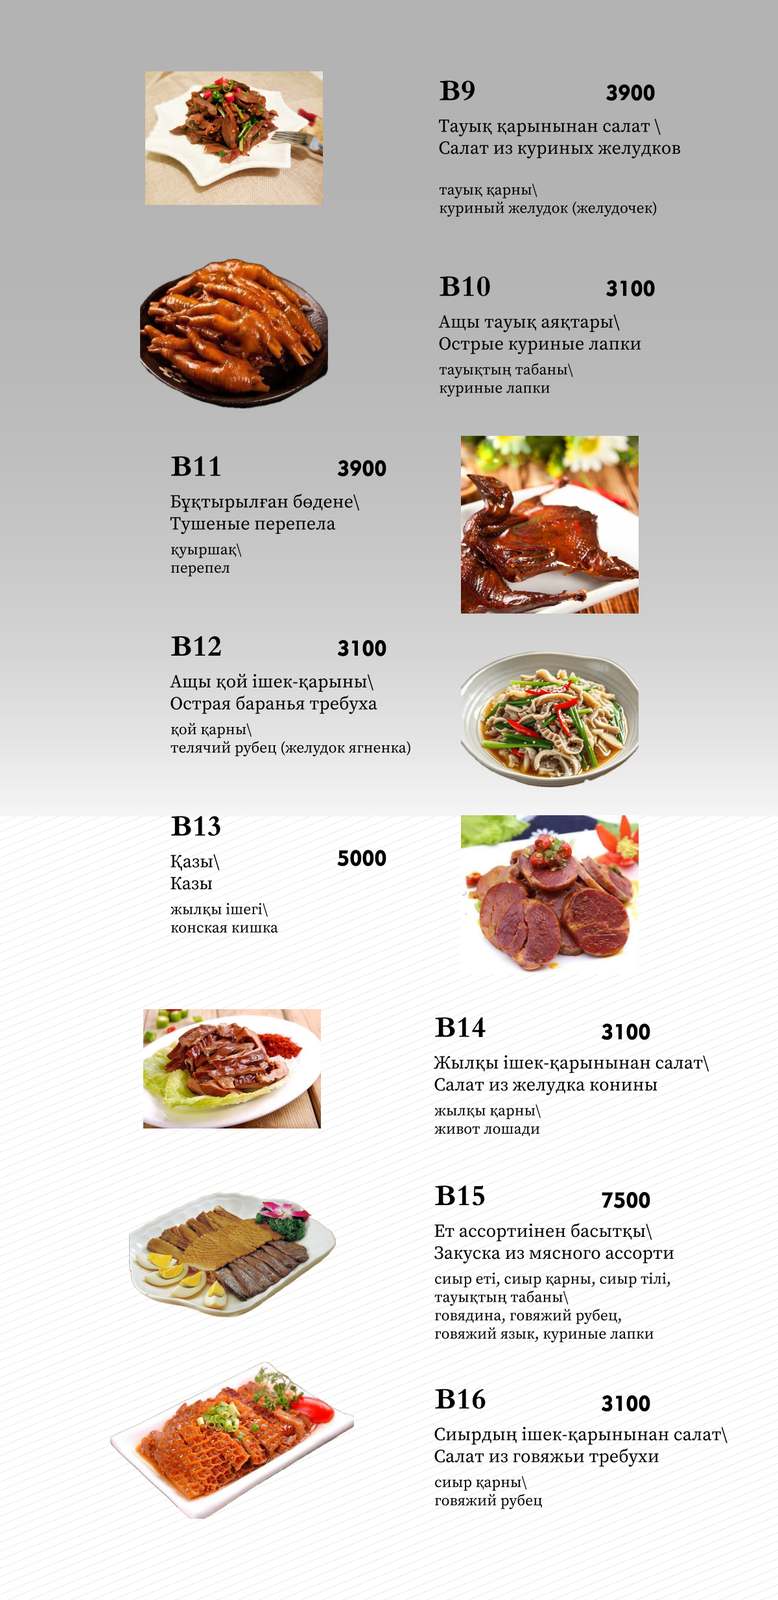 B9 3900
Тауық қарынынан салат \
Салат из куриных желудков
тауық қарны\
куриный желудок (желудочек)
B10 3100
Ащы тауық аяқтары\
Острые куриные лапки
тауықтың табаны\
куриные лапки
B11 3900
Бұқтырылған бөдене\
Тушеные перепела
қуыршақ\
перепел
B12 3100
Ащы қой ішек-қарыны\
Острая баранья требуха
қой қарны\
телячий рубец (желудок ягненка)
B13
5000
Қазы\
Казы
жылқы ішегі\
конская кишка
B14 3100
Жылқы ішек-қарынынан салат\
Салат из желудка конины
жылқы қарны\
живот лошади
B15 7500
Ет ассортиінен басытқы\
Закуска из мясного ассорти
сиыр еті, сиыр қарны, сиыр тілі,
тауықтың табаны\
говядина, говяжий рубец,
говяжий язык, куриные лапки
B16 3100
Сиырдың ішек-қарынынан салат\
Салат из говяжьи требухи
сиыр қарны\
говяжий рубец